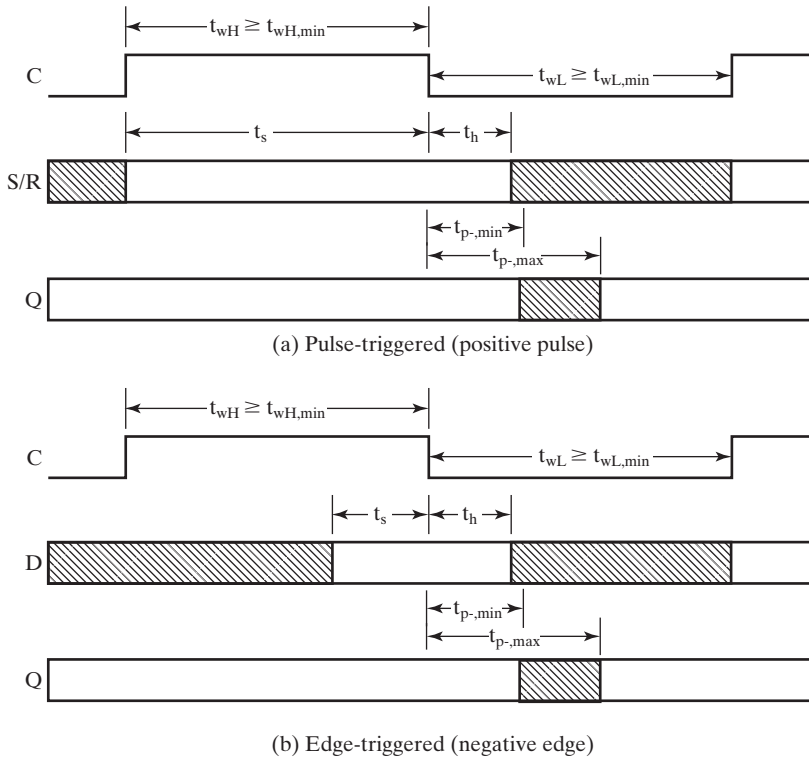 t_wH ≥ t_wH,min
C
t_wL ≥ t_wL,min
t_s
t_h
S/R
t_p-,min
t_p-,max
Q
(a) Pulse-triggered (positive pulse)
t_wH ≥ t_wH,min
C
t_wL ≥ t_wL,min
t_s
t_h
D
t_p-,min
t_p-,max
Q
(b) Edge-triggered (negative edge)